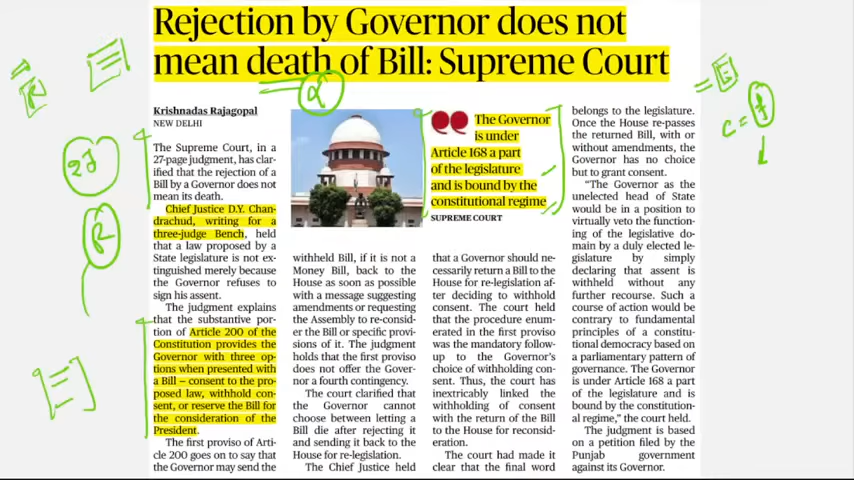 Rejection by Governor does not
mean death of Bill: Supreme Court
Krishnadas Rajagopal
NEW DELHI
The Supreme Court, in a
27-page judgment, has clar-
ified that the rejection of a
Bill by a Governor does not
mean its death.
Chief Justice D.Y. Chan-
drachud, writing for a
three-judge Bench, held
that a law proposed by a
State legislature is not ex-
tinguished merely because
the Governor refuses to
sign his assent.
The judgment explains
that the substantive por-
tion of Article 200 of the
Constitution provides the
Governor with three op-
tions when presented with
a Bill — consent to the pro-
posed law, withhold con-
sent, or reserve the Bill for
the consideration of the
President.
The first proviso of Arti-
cle 200 goes on to say that
the Governor may send the
withheld Bill, if it is not a
Money Bill, back to the
House as soon as possible
with a message suggesting
amendments or requesting
the Assembly to re-consid-
er the Bill or specific provi-
sions of it. The judgment
holds that the first proviso
does not offer the Gover-
nor a fourth contingency.
The court clarified that
the Governor cannot
choose between letting a
Bill die after rejecting it
and sending it back to the
House for re-legislation.
The Chief Justice held
The Governor
is under
Article 168 a part
of the legislature
and is bound by the
constitutional regime
SUPREME COURT
that a Governor should ne-
cessarily return a Bill to the
House for re-legislation af-
ter deciding to withhold
consent. The court held
that the procedure enum-
erated in the first proviso
was the mandatory follow-
up to the Governor's
choice of withholding con-
sent. Thus, the court has
inextricably linked the
withholding of consent
with the return of the Bill
to the House for reconsid-
eration.
The court had made it
clear that the final word
belongs to the legislature.
Once the House re-passes
the returned Bill, with or
without amendments, the
Governor has no choice
but to grant consent.
"The Governor as the
unelected head of State
would be in a position to
virtually veto the function-
ing of the legislative do-
main by a duly elected le-
gislature by simply
declaring that assent is
withheld without any
further recourse. Such a
course of action would be
contrary to fundamental
principles of a constitu-
tional democracy based on
a parliamentary pattern of
governance. The Governor
is under Article 168 a part
of the legislature and is
bound by the constitution-
al regime," the court held.
The judgment is based
on a petition filed by the
Punjab government
against its Governor.